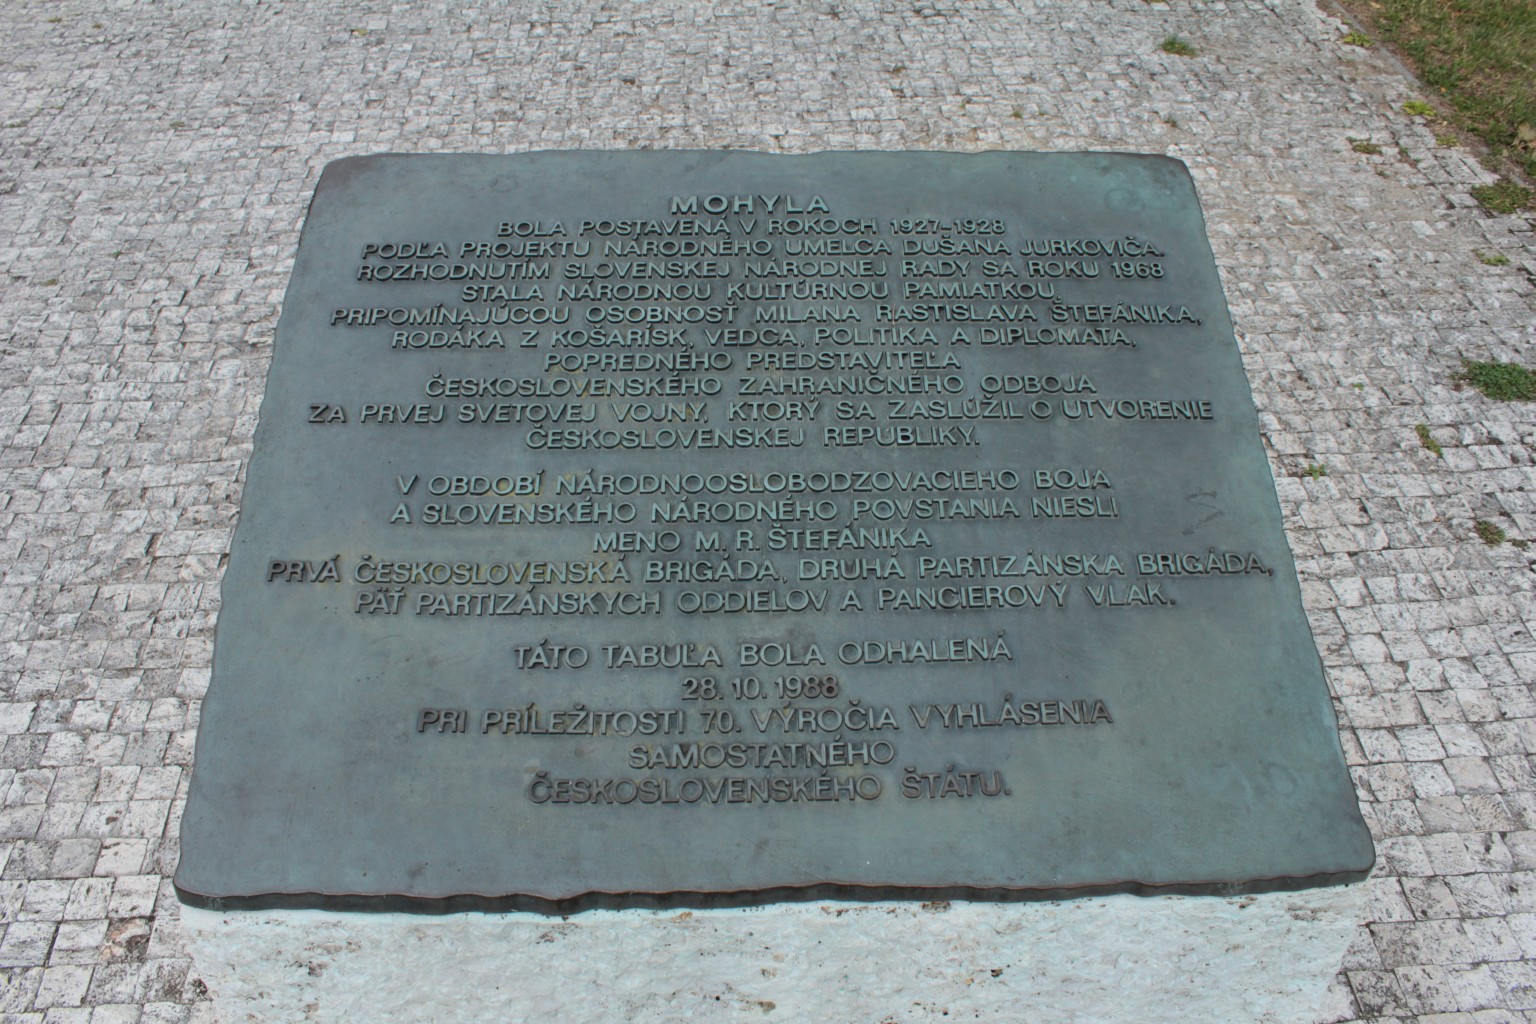 MOHYLA
BOLA POSTAVENÁ V ROKOCH 1927-1928
PODĽA PROJEKTU NÁRODNÉHO UMELCA DUŠANA JURKOVIČA.
ROZHODNUTÍM SLOVENSKEJ NÁRODNEJ RADY SA ROKU 1968
STALA NÁRODNOU KULTÚRNOU PAMIATKOU
PRIPOMÍNAJÚCOU OSOBNOSŤ MILANA RASTISLAVA ŠTEFÁNIKA,
RODÁKA Z KOŠARÍSK, VEDCA, POLITIKA A DIPLOMATA,
POPREDNÉHO PREDSTAVITEĽA
ČESKOSLOVENSKÉHO ZAHRANIČNÉHO ODBOJA
ZA PRVEJ SVETOVEJ VOJNY, KTORÝ SA ZASLÚŽIL O UTVORENIE
ČESKOSLOVENSKEJ REPUBLIKY.
V OBDOBÍ NÁRODNOOSLOBODZOVACIEHO BOJA
A SLOVENSKÉHO NÁRODNÉHO POVSTANIA NIESLI
MENO M. R. ŠTEFÁNIKA
PRVÁ ČESKOSLOVENSKÁ BRIGÁDA, DRUHÁ PARTIZÁNSKA BRIGÁDA,
PÄŤ PARTIZÁNSKYCH ODDIELOV A PANCIEROVÝ VLAK.
TÁTO TABUĽA BOLA ODHALENÁ
28. 10. 1988
PRI PRÍLEŽITOSTI 70. VÝROČIA VYHLÁSENIA
SAMOSTATNÉHO
ČESKOSLOVENSKÉHO ŠTÁTU.